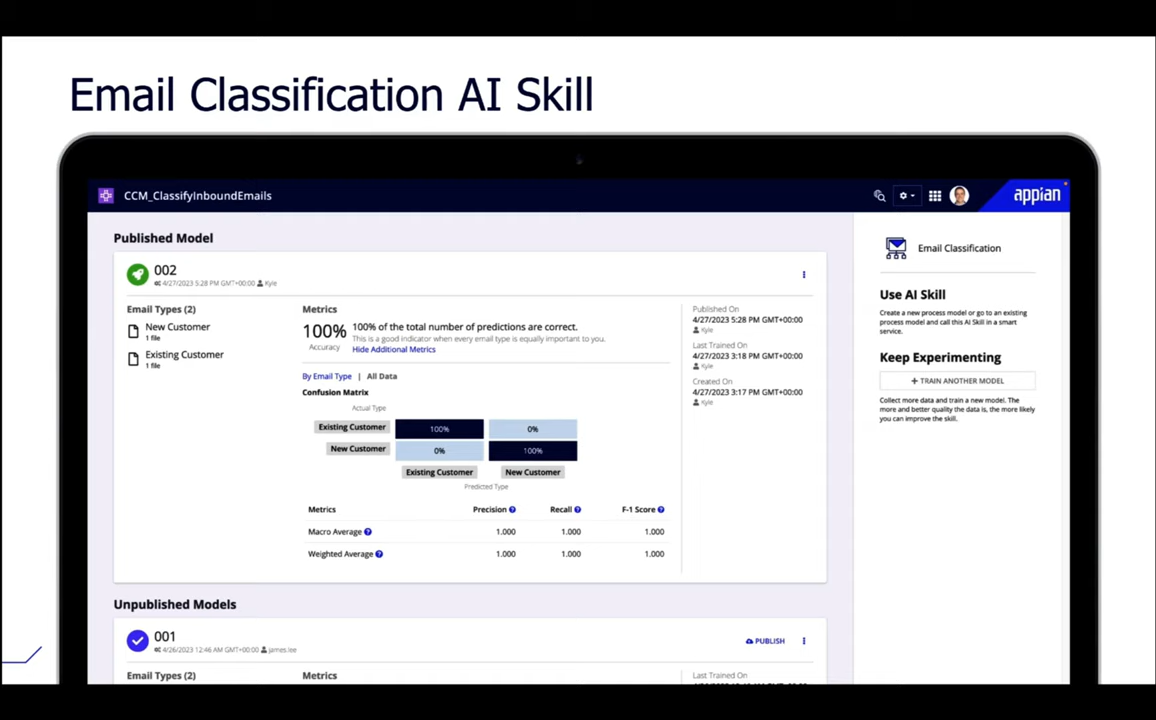 Email Classification AI Skill
CCM_ClassifyInboundEmails
appian
Published Model
002
4/27/2023 5:28 PM GMT+00:00 Kyle
Email Types (2)
New Customer
1 file
Existing Customer
1 file
Metrics
100%
Accuracy
100% of the total number of predictions are correct.
This is a good indicator when every email type is equally important to you.
Hide Additional Metrics
By Email Type | All Data
Confusion Matrix
Actual Type
Existing Customer 100% 0%
New Customer 0% 100%
Existing Customer New Customer
Predicted Type
Metrics Precision ? Recall ? F-1 Score ?
Macro Average ? 1.000 1.000 1.000
Weighted Average ? 1.000 1.000 1.000
Published On
4/27/2023 5:28 PM GMT+00:00
Kyle
Last Trained On
4/27/2023 3:18 PM GMT+00:00
Kyle
Created On
4/27/2023 3:17 PM GMT+00:00
Kyle
Email Classification
Use AI Skill
Create a new process model or go to an existing
process model and call this AI Skill in a smart
service.
Keep Experimenting
+ TRAIN ANOTHER MODEL
Collect more data and train a new model. The
more and better quality the data is, the more likely
you can improve the skill.
Unpublished Models
001
4/26/2023 12:46 AM GMT+00:00 james.lee
PUBLISH
Email Types (2)
Metrics
Last Trained On